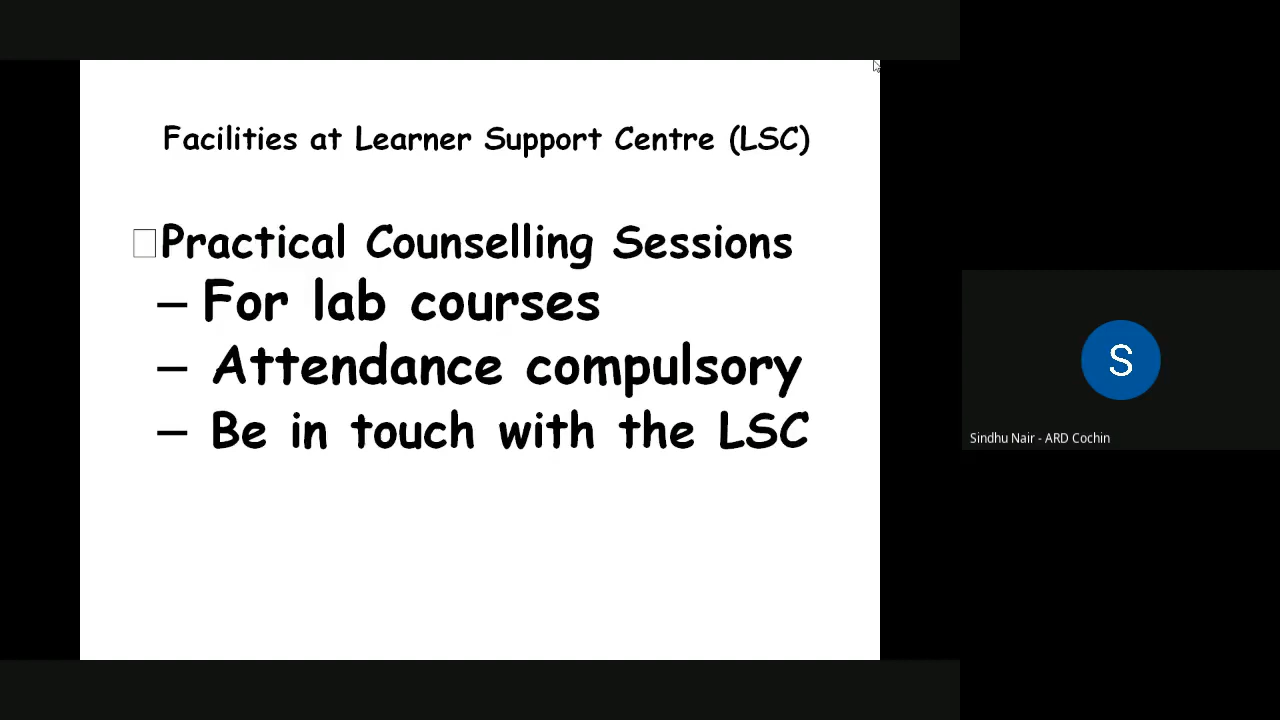 Facilities at Learner Support Centre (LSC)
Practical Counselling Sessions
– For lab courses
– Attendance compulsory
– Be in touch with the LSC
S
Sindhu Nair - ARD Cochin